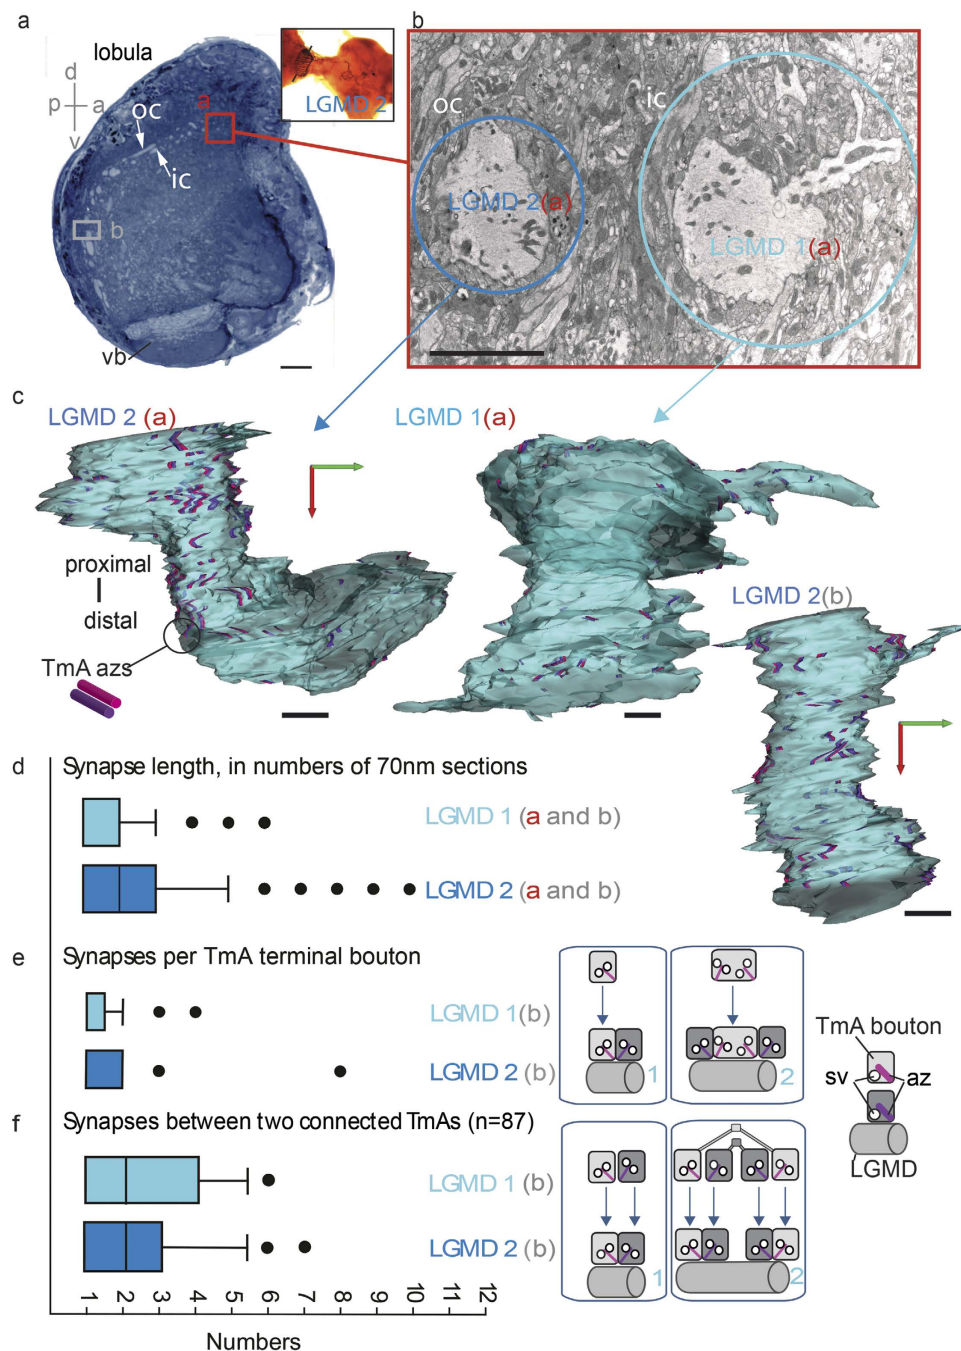 a
lobula
d
p
a
v
oc
ic
a
b
vb
LGMD 2
b
oc
ic
LGMD 2(a)
LGMD 1(a)
c
LGMD 2 (a)
LGMD 1(a)
proximal
distal
TmA azs
LGMD 2(b)
d
Synapse length, in numbers of 70nm sections
LGMD 1 (a and b)
LGMD 2 (a and b)
e
Synapses per TmA terminal bouton
LGMD 1(b)
LGMD 2 (b)
1
2
TmA bouton
sv
az
LGMD
f
Synapses between two connected TmAs (n=87)
LGMD 1 (b)
LGMD 2 (b)
1
2
1 2 3 4 5 6 7 8 9 10 11 12
Numbers